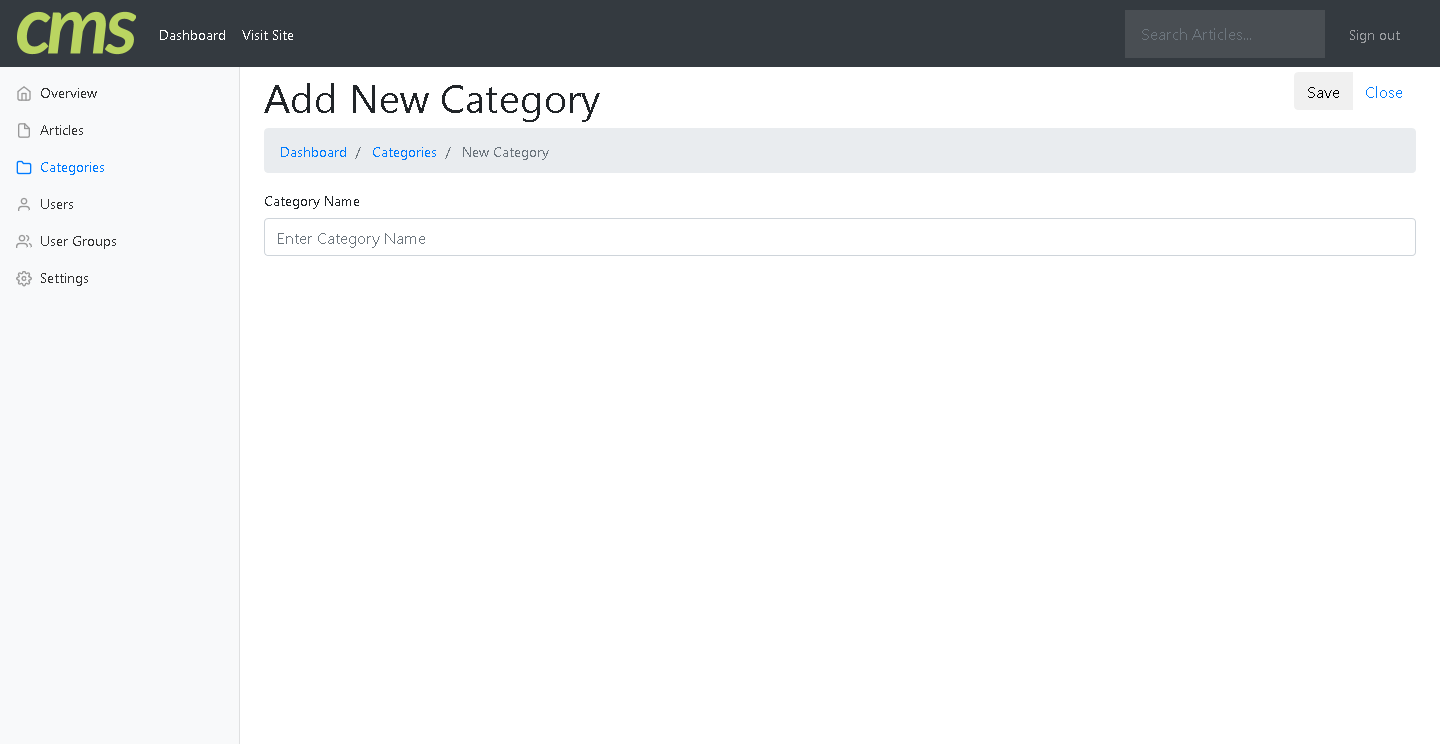 cms Dashboard Visit Site Search Articles... Sign out
Overview
Articles
Categories
Users
User Groups
Settings
Add New Category
Save Close
Dashboard / Categories / New Category
Category Name
Enter Category Name